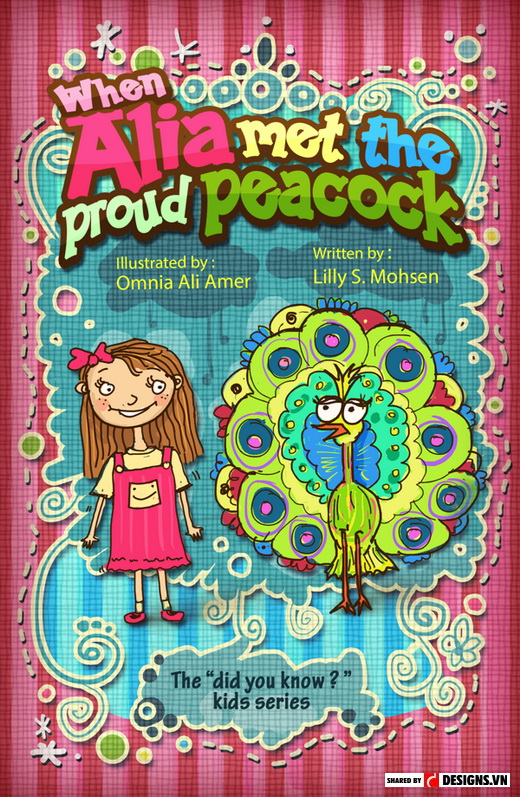 When
Alia met the
proud peacock
Illustrated by :
Omnia Ali Amer
Written by :
Lilly S. Mohsen
The "did you know ? "
kids series
SHARED BY DESIGNS.VN